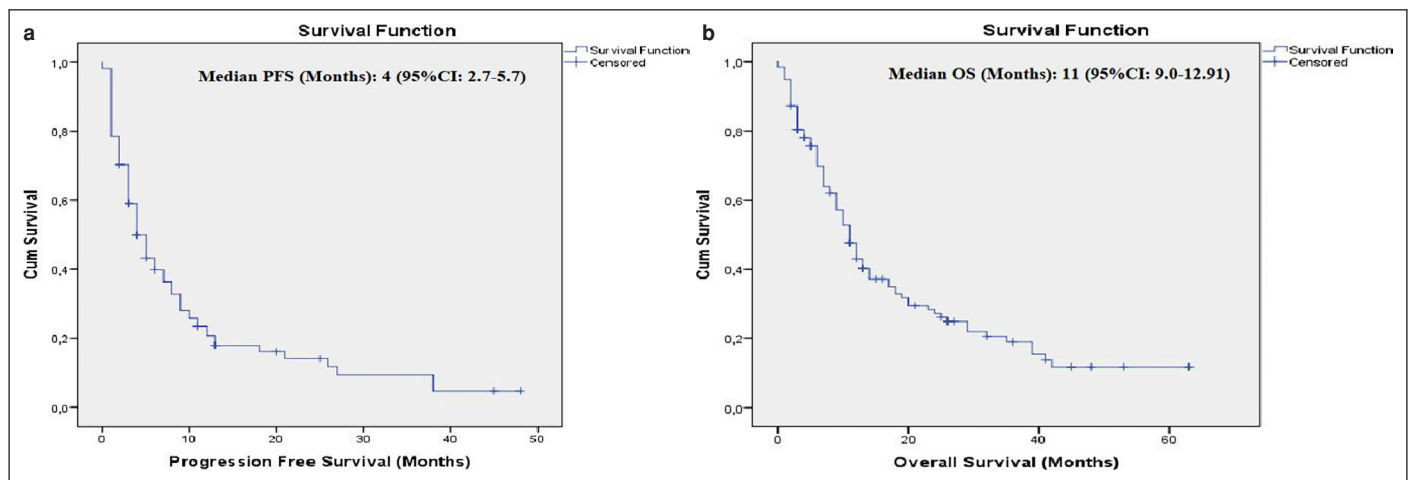 a
Survival Function
Survival Function
Censored
Median PFS (Months): 4 (95%CI: 2.7-5.7)
1,0
0,8
0,6
0,4
0,2
0,0
Cum Survival
0 10 20 30 40 50
Progression Free Survival (Months)
b
Survival Function
Survival Function
Censored
Median OS (Months): 11 (95%CI: 9.0-12.91)
1,0
0,8
0,6
0,4
0,2
0,0
Cum Survival
0 20 40 60
Overall Survival (Months)